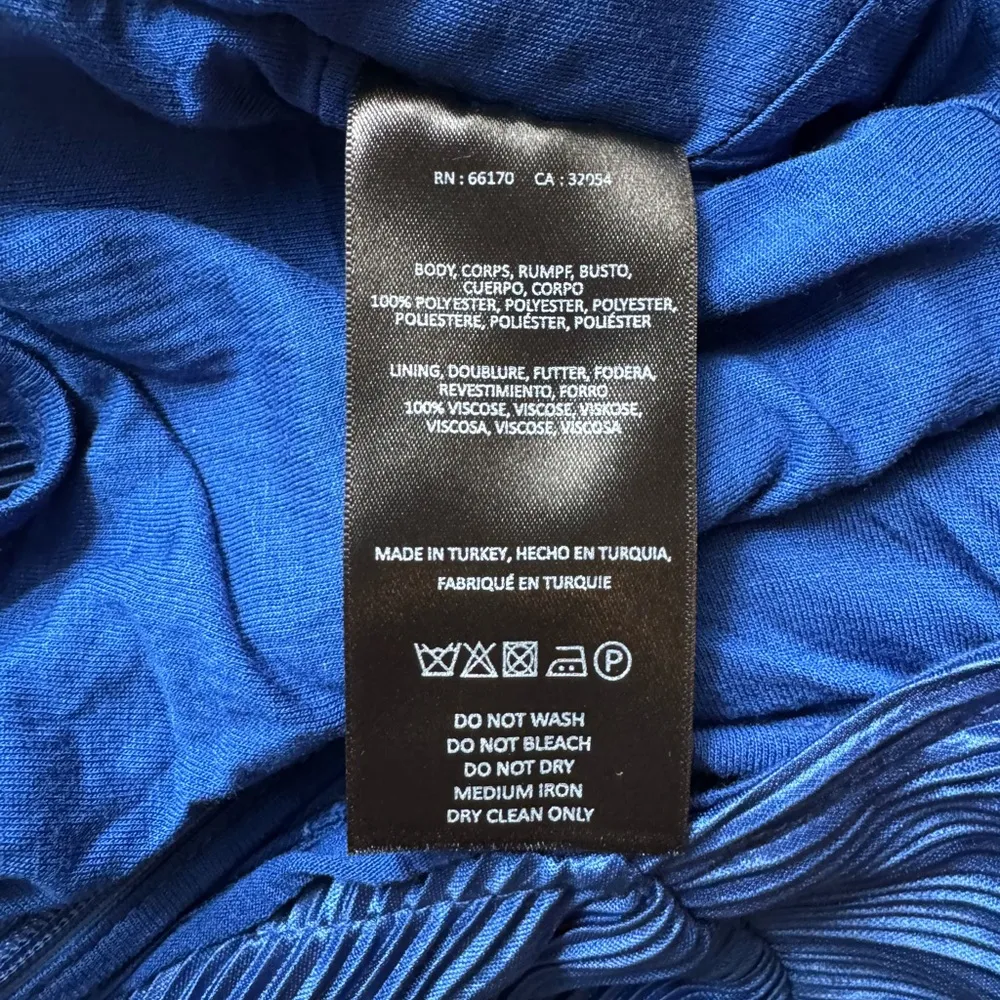 RN : 66170 CA : 32054
BODY, CORPS, RUMPF, BUSTO,
CUERPO, CORPO
100% POLYESTER, POLYESTER, POLYESTER,
POLIESTERE, POLIÉSTER, POLIÉSTER
LINING, DOUBLURE, FUTTER, FODERA,
REVESTIMIENTO, FORRO
100% VISCOSE, VISCOSE, VISKOSE,
VISCOSA, VISCOSE, VISCOSA
MADE IN TURKEY, HECHO EN TURQUIA,
FABRIQUÉ EN TURQUIE
P
DO NOT WASH
DO NOT BLEACH
DO NOT DRY
MEDIUM IRON
DRY CLEAN ONLY